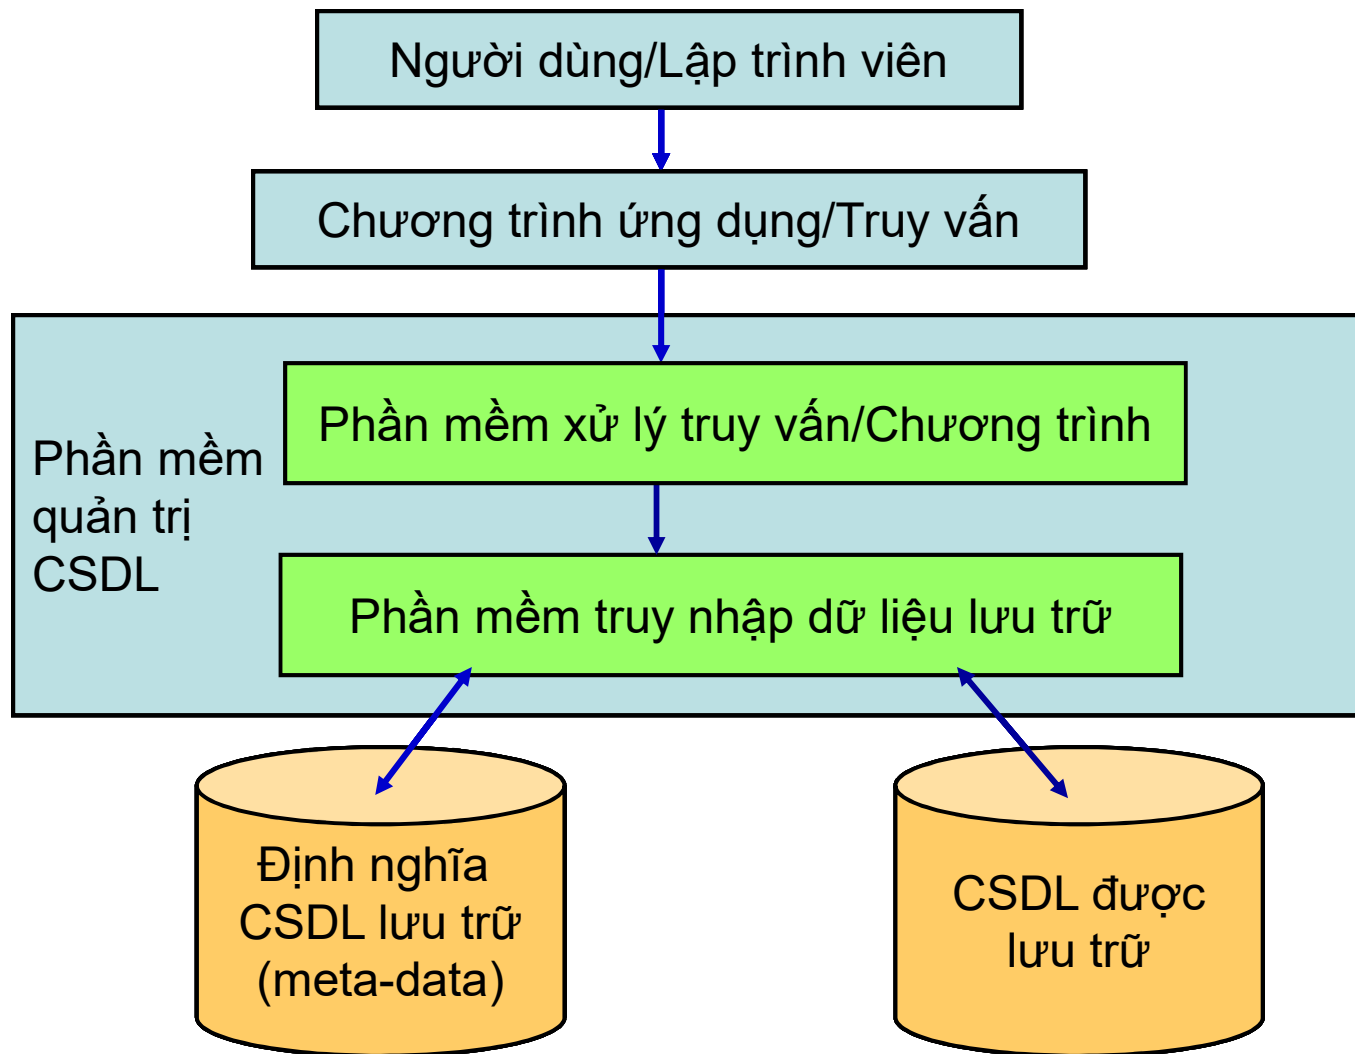 Người dùng/Lập trình viên
Chương trình ứng dụng/Truy vấn
Phần mềm xử lý truy vấn/Chương trình
Phần mềm
quản trị
CSDL
Phần mềm truy nhập dữ liệu lưu trữ
Định nghĩa
CSDL lưu trữ
(meta-data)
CSDL được
lưu trữ